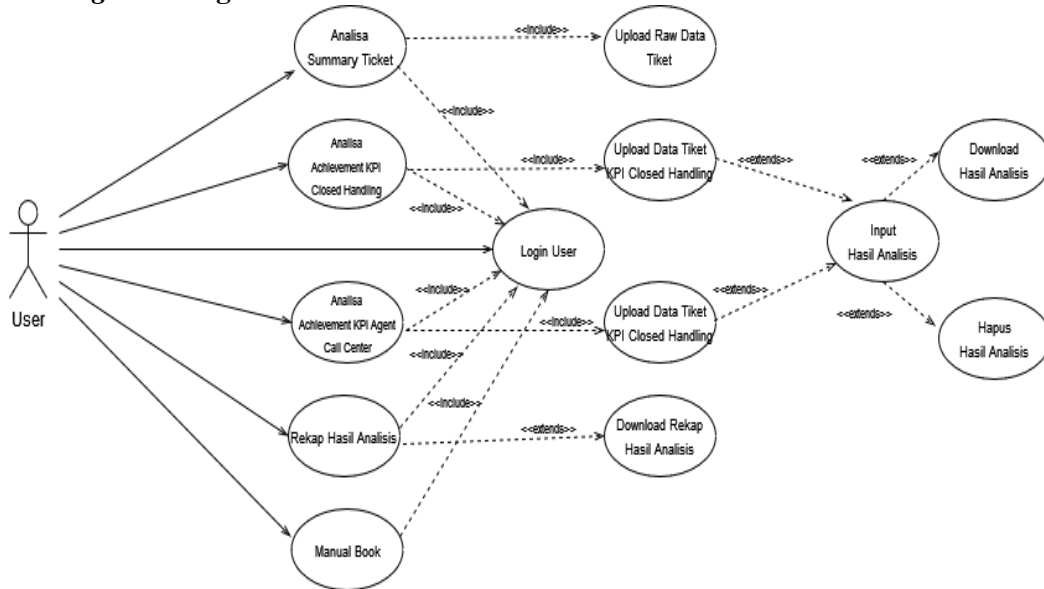 Analisa
Summary Ticket
<<Include>>
Upload Raw Data
Tiket
<<Include>>
Analisa
Achievement KPI
Closed Handling
<<Include>>
Upload Data Tiket
KPI Closed Handling
<<extends>>
<<extends>>
Download
Hasil Analisis
<<Include>>
User
Login User
Input
Hasil Analisis
<<Include>>
Analisa
Achievement KPI Agent
Call Center
<<Include>>
Upload Data Tiket
KPI Closed Handling
<<extends>>
<<extends>>
Hapus
Hasil Analisis
<<Include>>
<<Include>>
Rekap Hasil Analisis
<<extends>>
Download Rekap
Hasil Analisis
Manual Book